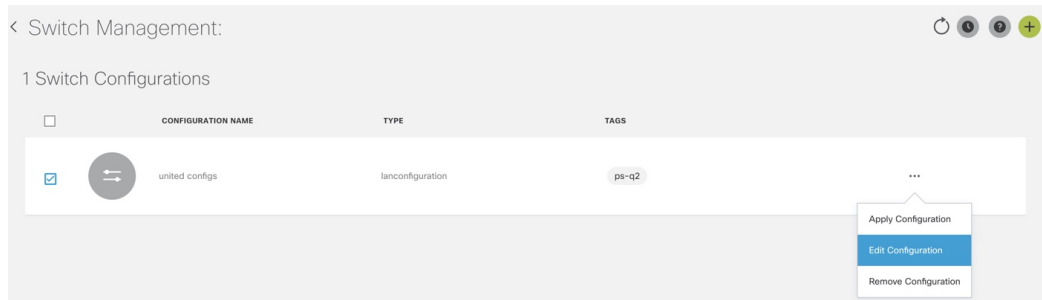 Switch Management:
1 Switch Configurations
CONFIGURATION NAME TYPE TAGS
united configs lanconfiguration ps-q2
Apply Configuration
Edit Configuration
Remove Configuration